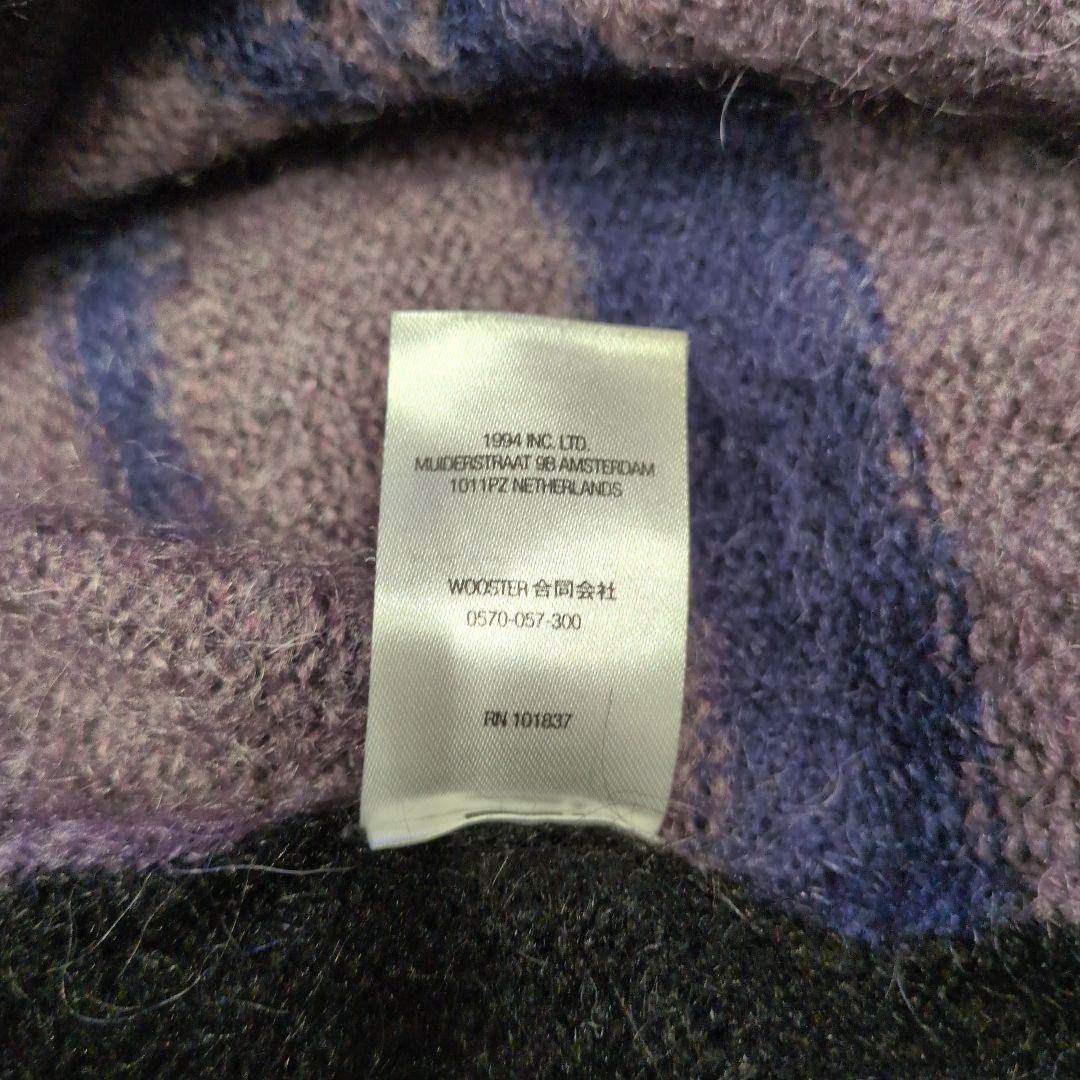 1994 INC. LTD.
MUIDERSTRAAT 9B AMSTERDAM
1011PZ NETHERLANDS
WOOSTER 合同会社
0570-057-300
RN 101837